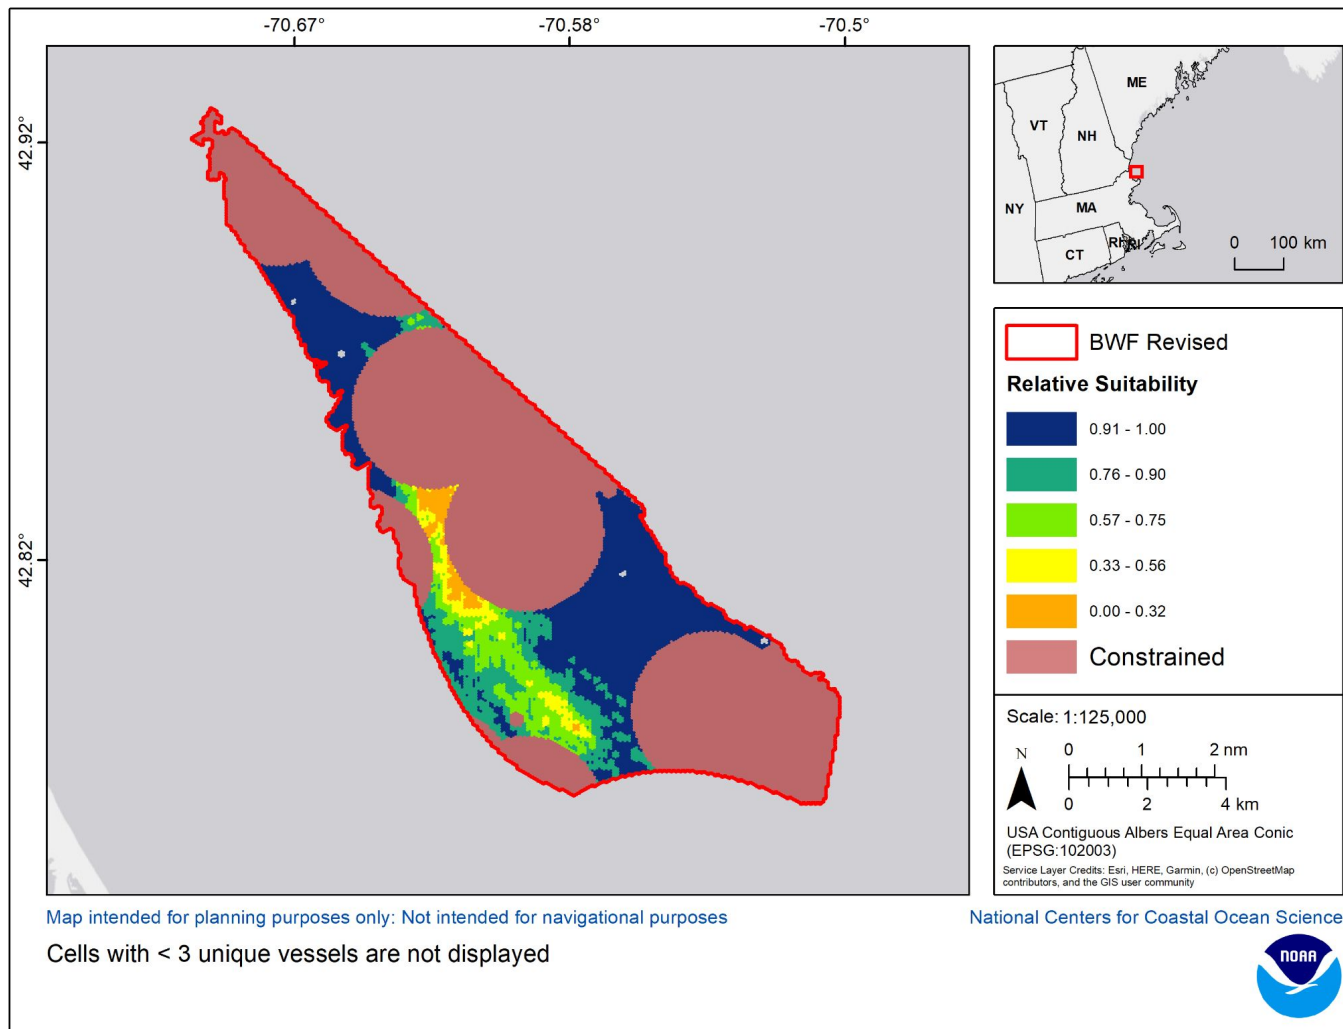 -70.67°
-70.58°
-70.5°
42.92°
42.82°
ME
VT
NH
NY
MA
CT
RI
0 100 km
BWF Revised
Relative Suitability
0.91 - 1.00
0.76 - 0.90
0.57 - 0.75
0.33 - 0.56
0.00 - 0.32
Constrained
Scale: 1:125,000
N
0 1 2 nm
0 2 4 km
USA Contiguous Albers Equal Area Conic
(EPSG:102003)
Service Layer Credits: Esri, HERE, Garmin, (c) OpenStreetMap
contributors, and the GIS user community
Map intended for planning purposes only: Not intended for navigational purposes
National Centers for Coastal Ocean Science
Cells with < 3 unique vessels are not displayed
NOAA